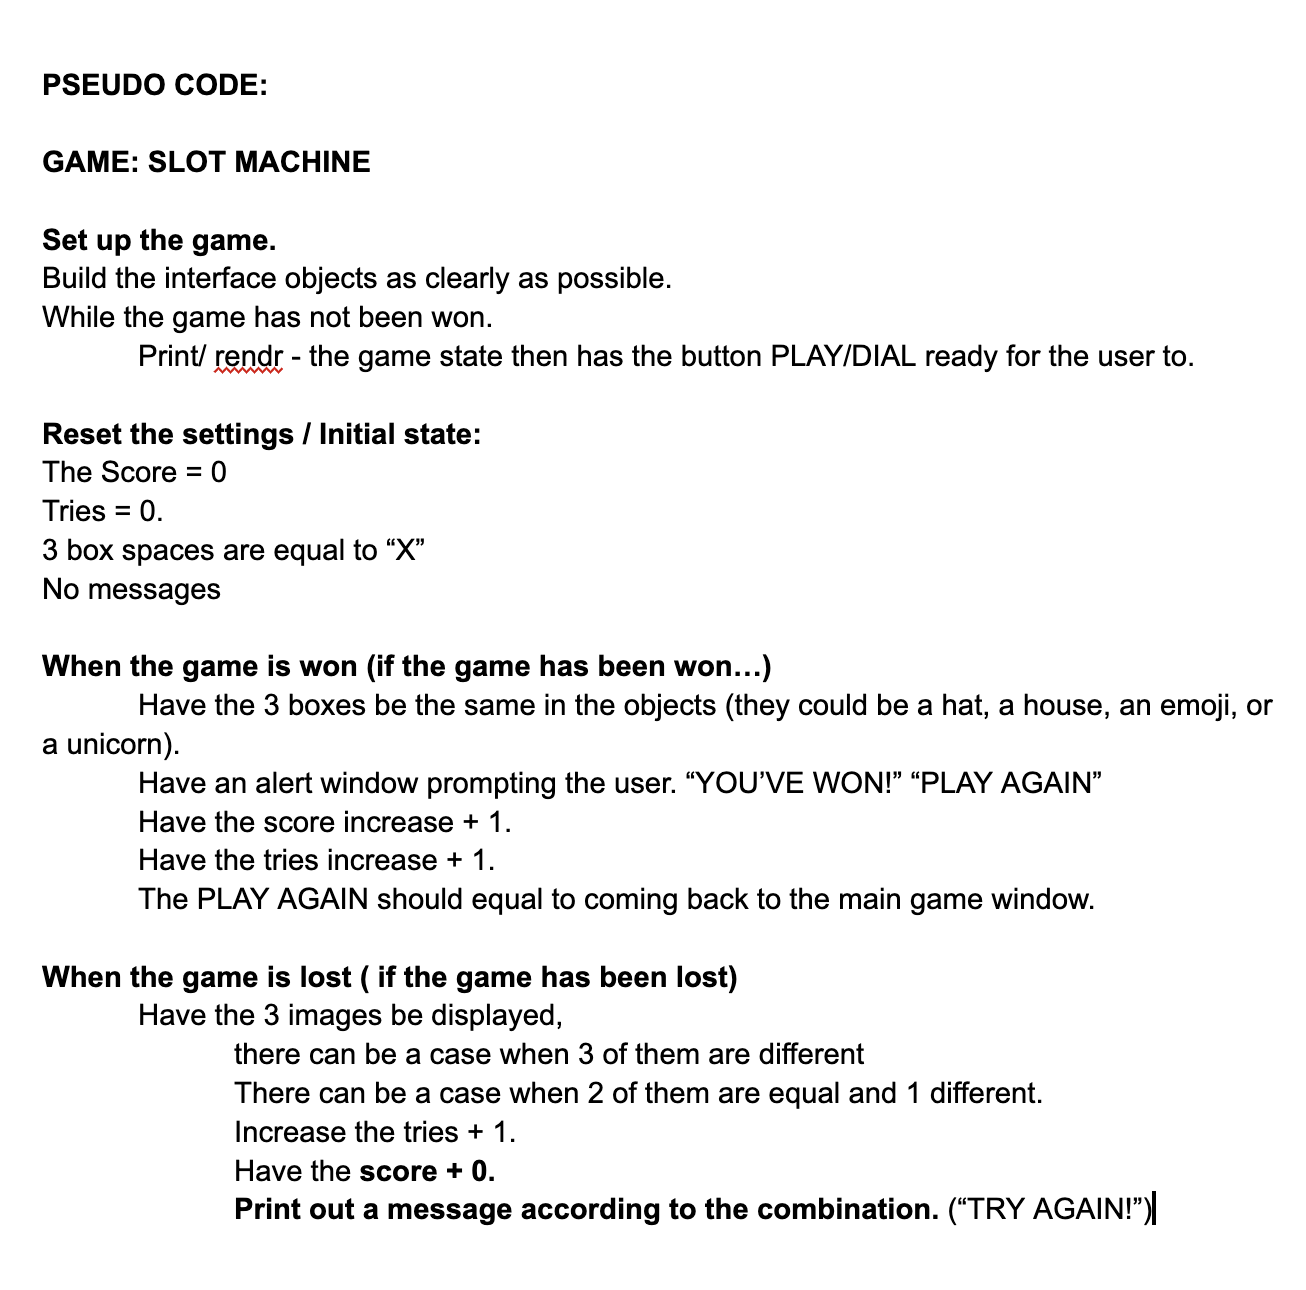 PSEUDO CODE:
GAME: SLOT MACHINE
Set up the game.
Build the interface objects as clearly as possible.
While the game has not been won.
Print/ rendr - the game state then has the button PLAY/DIAL ready for the user to.
Reset the settings / Initial state:
The Score = 0
Tries = 0.
3 box spaces are equal to “X”
No messages
When the game is won (if the game has been won…)
Have the 3 boxes be the same in the objects (they could be a hat, a house, an emoji, or
a unicorn).
Have an alert window prompting the user. “YOU’VE WON!” “PLAY AGAIN”
Have the score increase + 1.
Have the tries increase + 1.
The PLAY AGAIN should equal to coming back to the main game window.
When the game is lost ( if the game has been lost)
Have the 3 images be displayed,
there can be a case when 3 of them are different
There can be a case when 2 of them are equal and 1 different.
Increase the tries + 1.
Have the score + 0.
Print out a message according to the combination. (“TRY AGAIN!”)